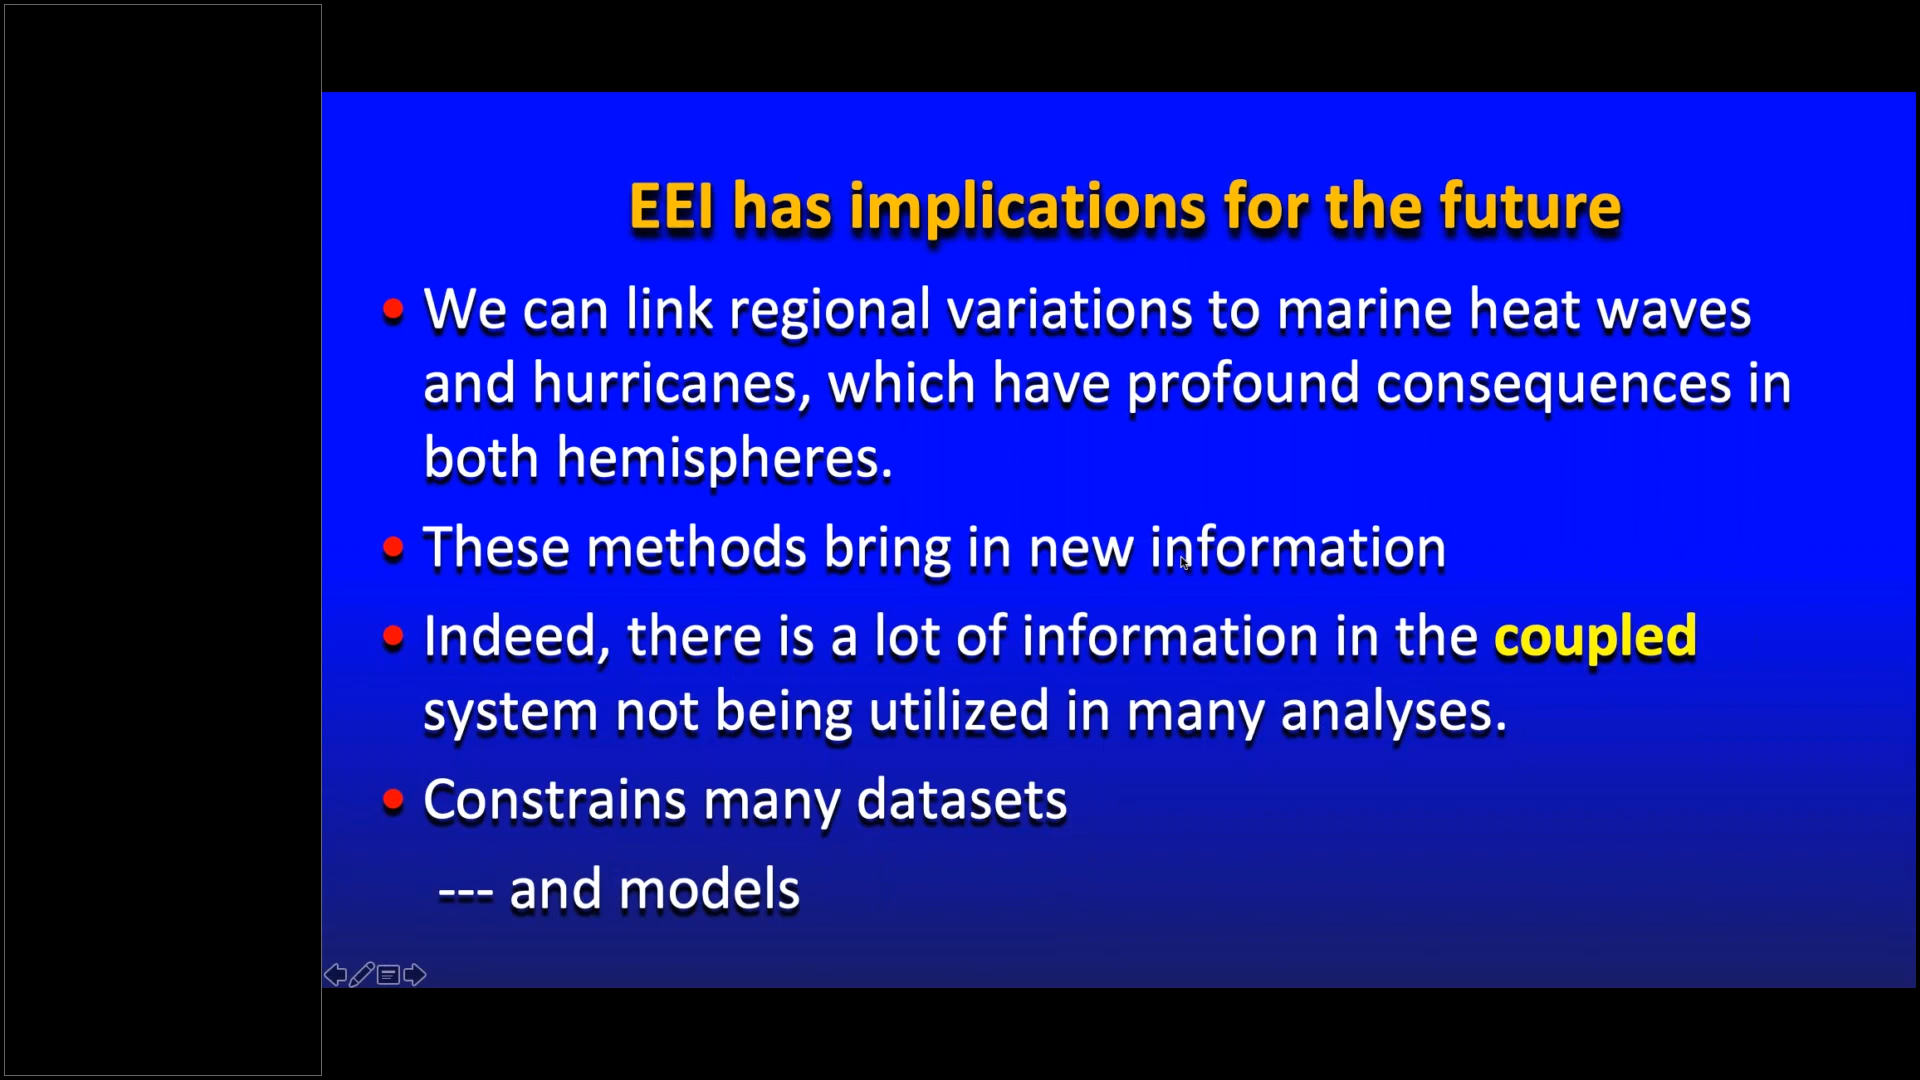 EEI has implications for the future
• We can link regional variations to marine heat waves
and hurricanes, which have profound consequences in
both hemispheres.
• These methods bring in new information
• Indeed, there is a lot of information in the coupled
system not being utilized in many analyses.
• Constrains many datasets
--- and models